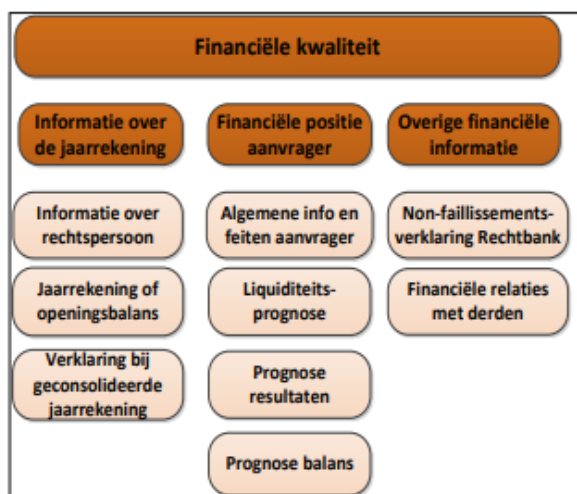 Financiële kwaliteit
Informatie over
de jaarrekening
Financiële positie
aanvrager
Overige financiële
informatie
Informatie over
rechtspersoon
Algemene info en
feiten aanvrager
Non-faillissements-
verklaring Rechtbank
Jaarrekening of
openingsbalans
Liquiditeits-
prognose
Financiële relaties
met derden
Verklaring bij
geconsolideerde
jaarrekening
Prognose
resultaten
Prognose balans